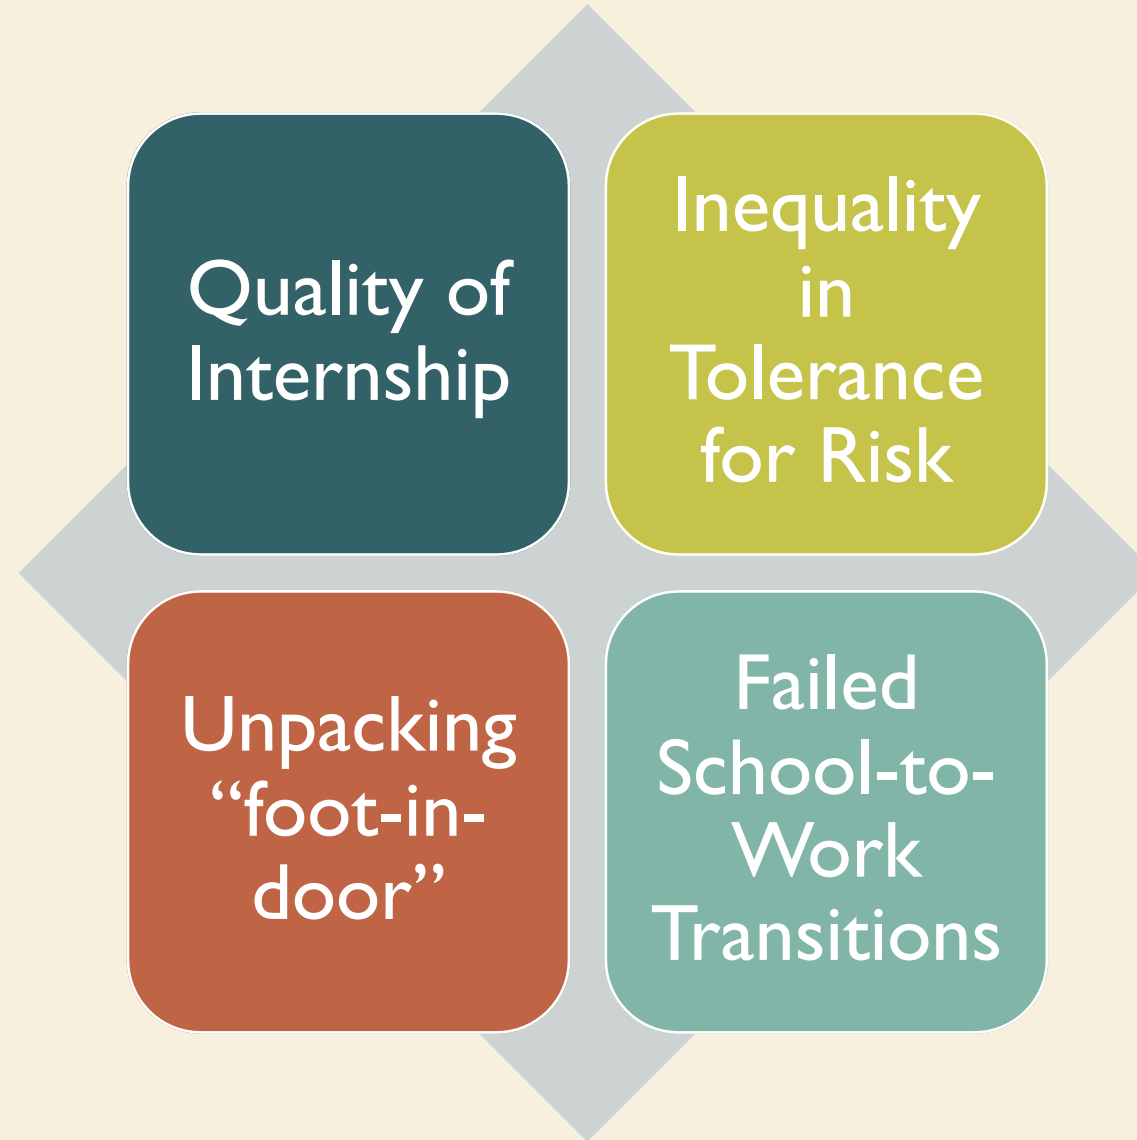 Quality of
Internship
Inequality
in
Tolerance
for Risk
Unpacking
“foot-in-
door”
Failed
School-to-
Work
Transitions